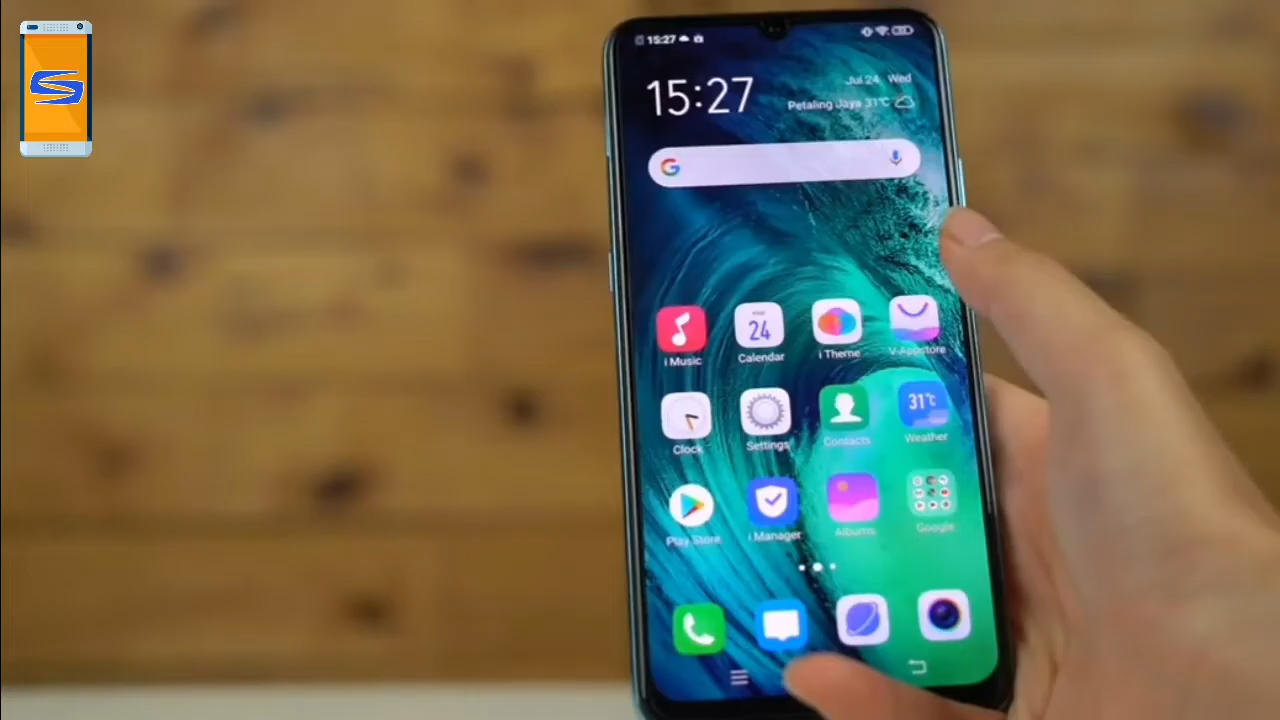 15:27
15:27
Jul 24 Wed
Petaling Jaya 31°C
i Music
24
Calendar
i Theme
V-Appstore
Clock
Settings
Contacts
31°C
Weather
Play Store
i Manager
Albums
Google
S